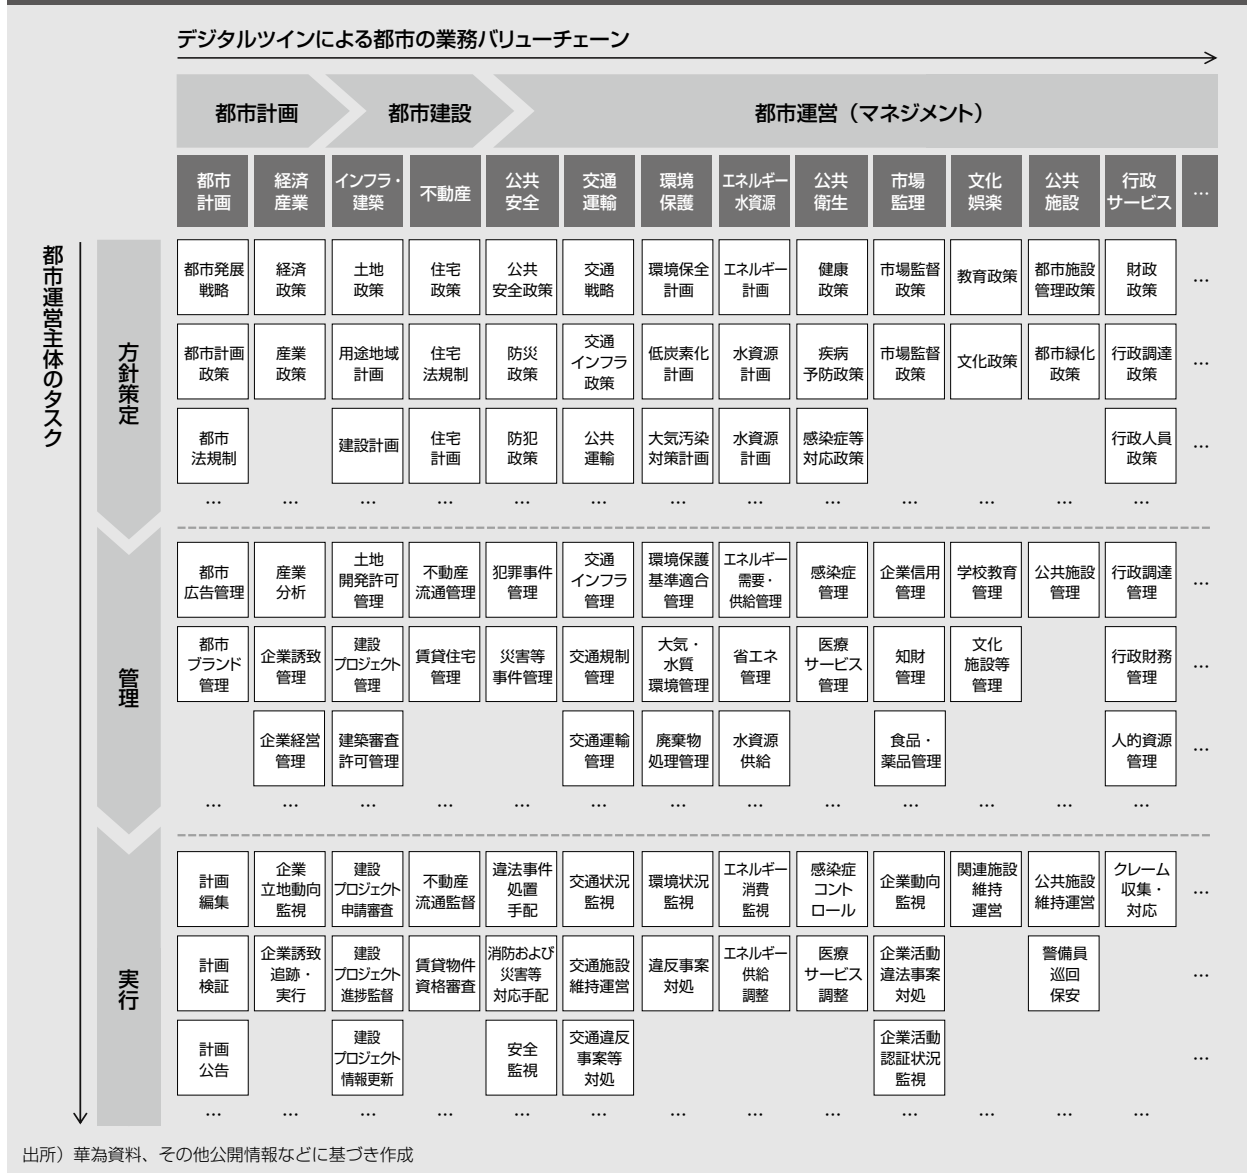 デジタルツインによる都市の業務バリューチェーン
都市計画
都市建設
都市運営（マネジメント）
都市
計画
経済
産業
インフラ・
建築
不動産
公共
安全
交通
運輸
環境
保護
エネルギー
水資源
公共
衛生
市場
監理
文化
娯楽
公共
施設
行政
サービス
…
都市運営主体のタスク
方針策定
都市発展
戦略
経済
政策
土地
政策
住宅
政策
公共
安全政策
交通
戦略
環境保全
計画
エネルギー
計画
健康
政策
市場監督
政策
教育政策
都市施設
管理政策
財政
政策
…
都市計画
政策
産業
政策
用途地域
計画
住宅
法規制
防災
政策
交通
インフラ
政策
低炭素化
計画
水資源
計画
疾病
予防政策
市場監督
政策
文化政策
都市緑化
政策
行政調達
政策
…
都市
法規制
建設計画
住宅
計画
防犯
政策
公共
運輸
大気汚染
対策計画
水資源
計画
感染症等
対応政策
行政人員
政策
…
… … … … … … … … … … … … …
管理
都市
広告管理
産業
分析
土地
開発許可
管理
不動産
流通管理
犯罪事件
管理
交通
インフラ
管理
環境保護
基準適合
管理
エネルギー
需要・
供給管理
感染症
管理
企業信用
管理
学校教育
管理
公共施設
管理
行政調達
管理
…
都市
ブランド
管理
企業誘致
管理
建設
プロジェクト
管理
賃貸住宅
管理
災害等
事件管理
交通規制
管理
大気・
水質
環境管理
省エネ
管理
医療
サービス
管理
知財
管理
文化
施設等
管理
行政財務
管理
…
企業経営
管理
建築審査
許可管理
交通運輸
管理
廃棄物
処理管理
水資源
供給
食品・
薬品管理
人的資源
管理
…
… … … … … … … … … … … … …
実行
計画
編集
企業
立地動向
監視
建設
プロジェクト
申請審査
不動産
流通監督
違法事件
処置
手配
交通状況
監視
環境状況
監視
エネルギー
消費
監視
感染症
コント
ロール
企業動向
監視
関連施設
維持
運営
公共施設
維持運営
クレーム
収集・
対応
…
計画
検証
企業誘致
追跡・
実行
建設
プロジェクト
進捗監督
賃貸物件
資格審査
消防および
災害等
対応手配
交通施設
維持運営
違反事案
対処
エネルギー
供給
調整
医療
サービス
調整
企業活動
違法事案
対処
警備員
巡回
保安
…
計画
公告
建設
プロジェクト
情報更新
安全
監視
交通違反
事案等
対処
企業活動
認証状況
監視
…
… … … … … … … … … … … … …
出所）華為資料、その他公開情報などに基づき作成